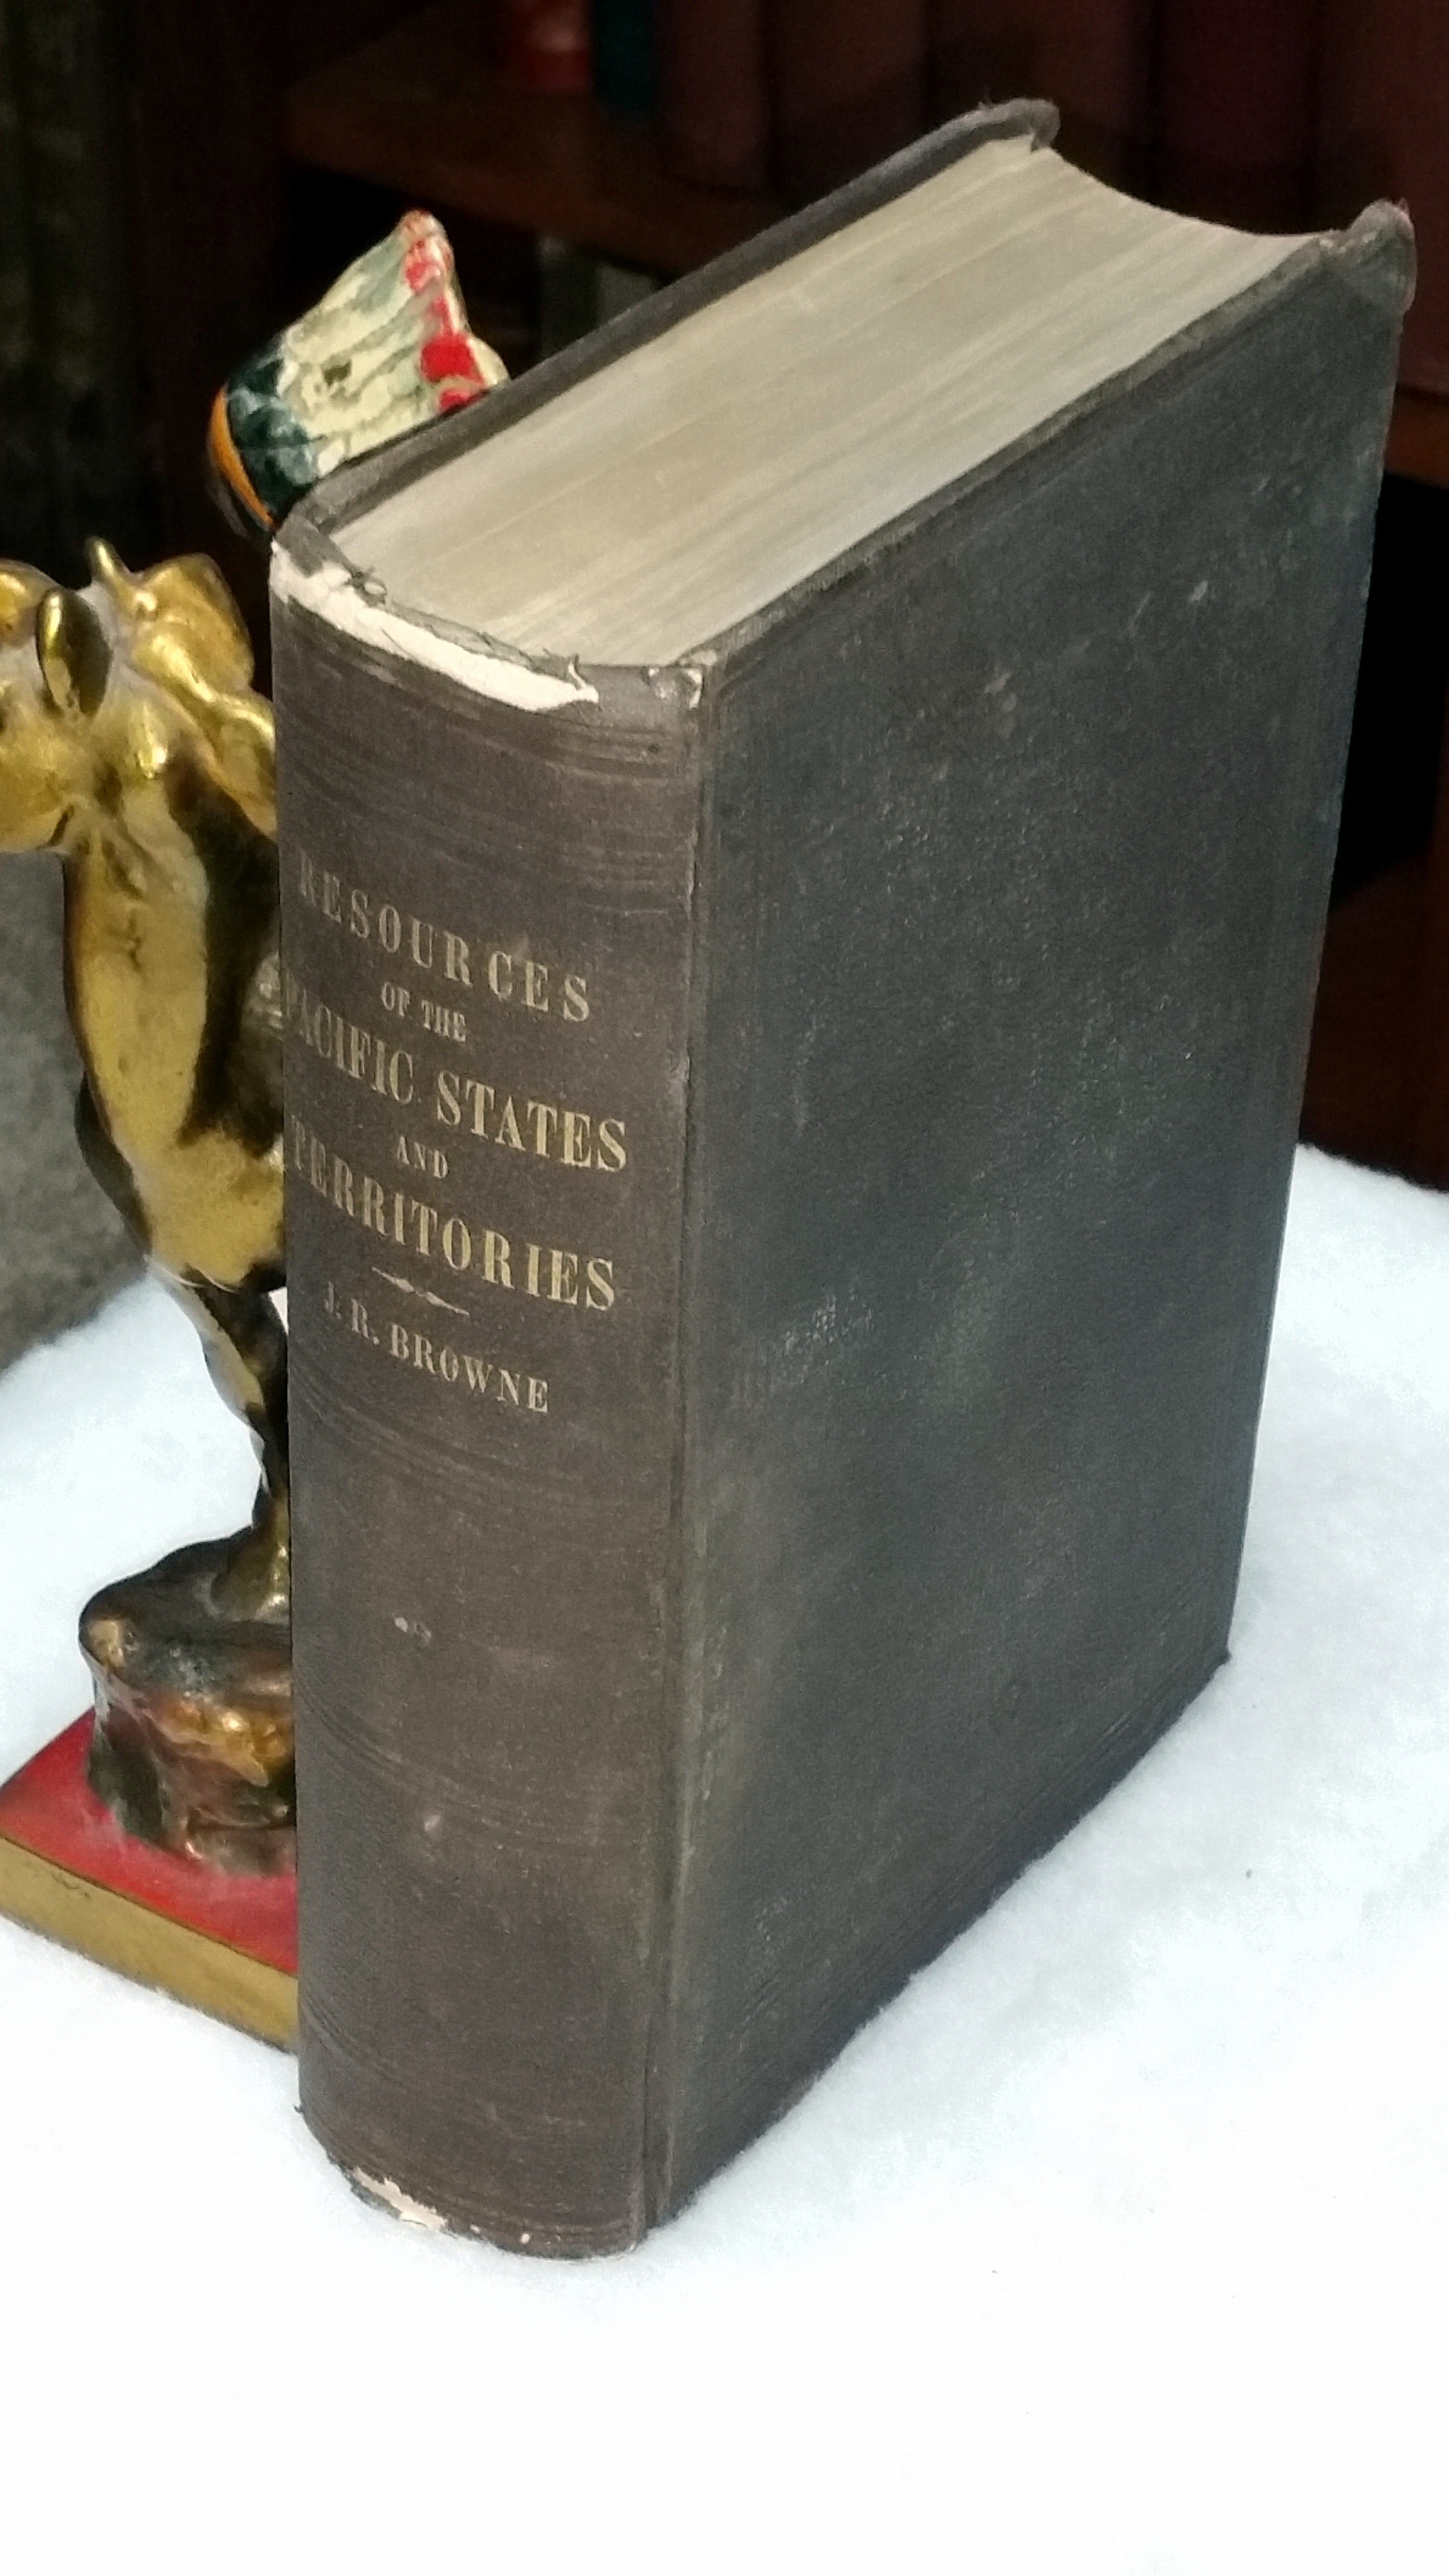 RESOURCES
OF THE
PACIFIC STATES
AND
TERRITORIES
J. R. BROWNE